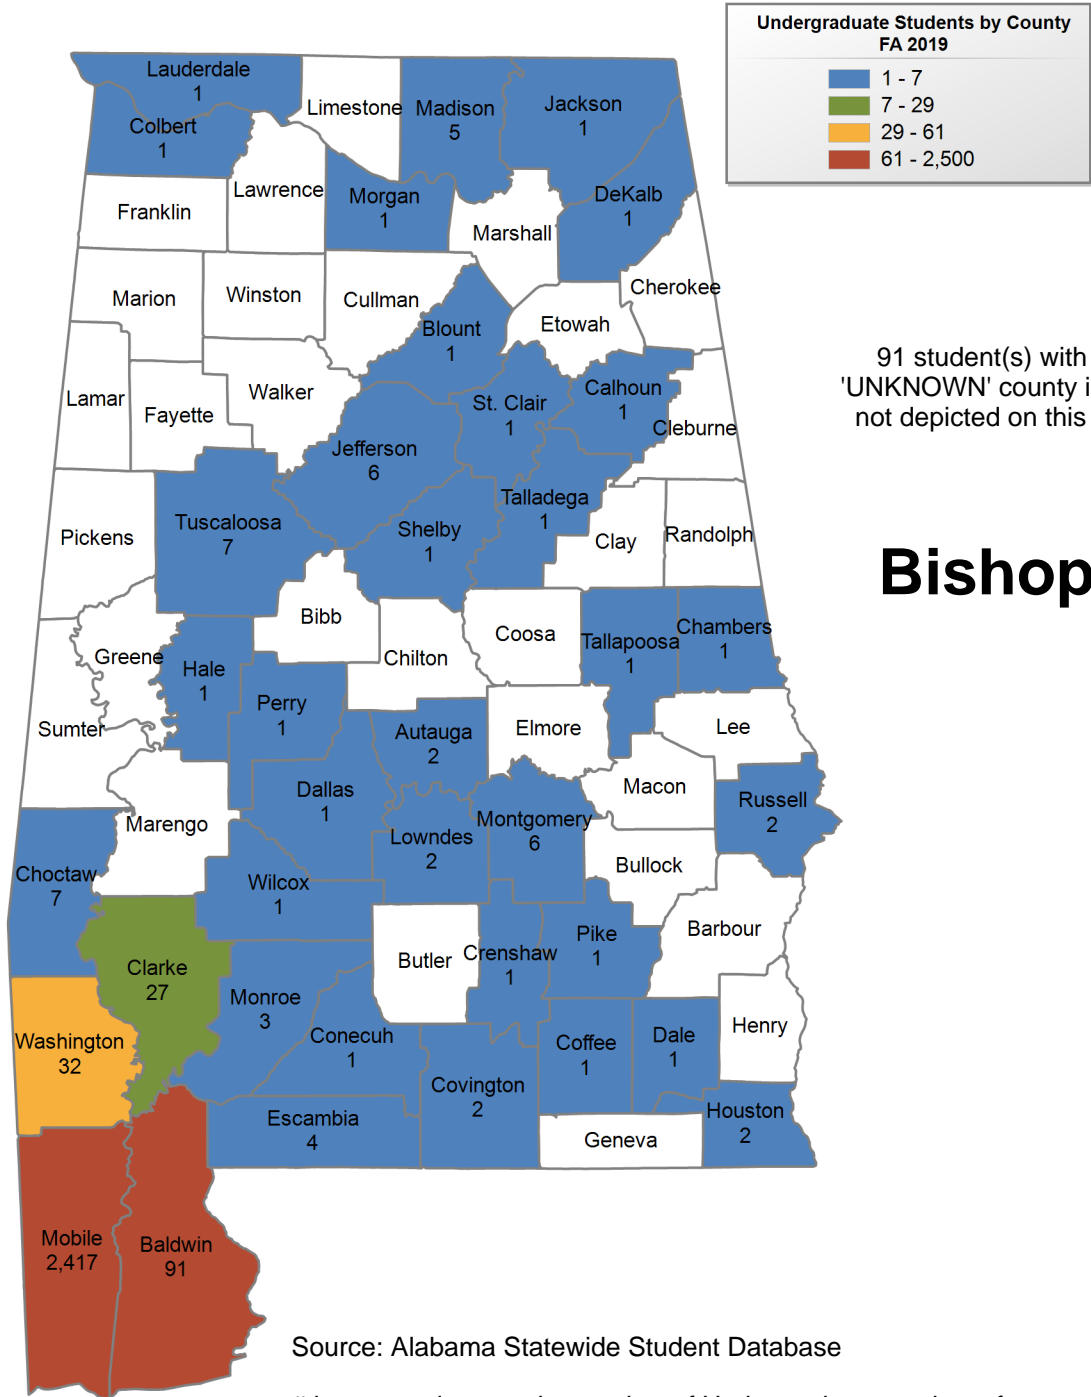 Undergraduate Students by County
FA 2019
1 - 7
7 - 29
29 - 61
61 - 2,500
Lauderdale
1
Limestone
Madison
5
Jackson
1
Colbert
1
Lawrence
Morgan
1
DeKalb
1
Franklin
Marshall
Cherokee
Marion
Winston
Cullman
Blount
1
Etowah
91 student(s) with
'UNKNOWN' county i
not depicted on this
Lamar
Fayette
Walker
St. Clair
1
Calhoun
1
Cleburne
Jefferson
6
Talladega
1
Pickens
Tuscaloosa
7
Shelby
1
Clay
Randolph
Bishop
Bibb
Coosa
Tallapoosa
1
Chambers
1
Greene
Hale
1
Chilton
Perry
1
Sumter
Autauga
2
Elmore
Lee
Dallas
1
Macon
Russell
2
Marengo
Lowndes
2
Montgomery
6
Choctaw
7
Wilcox
1
Bullock
Barbour
Clarke
27
Butler
Crenshaw
1
Pike
1
Monroe
3
Washington
32
Conecuh
1
Coffee
1
Dale
1
Henry
Covington
2
Escambia
4
Geneva
Houston
2
Mobile
2,417
Baldwin
91
Source: Alabama Statewide Student Database